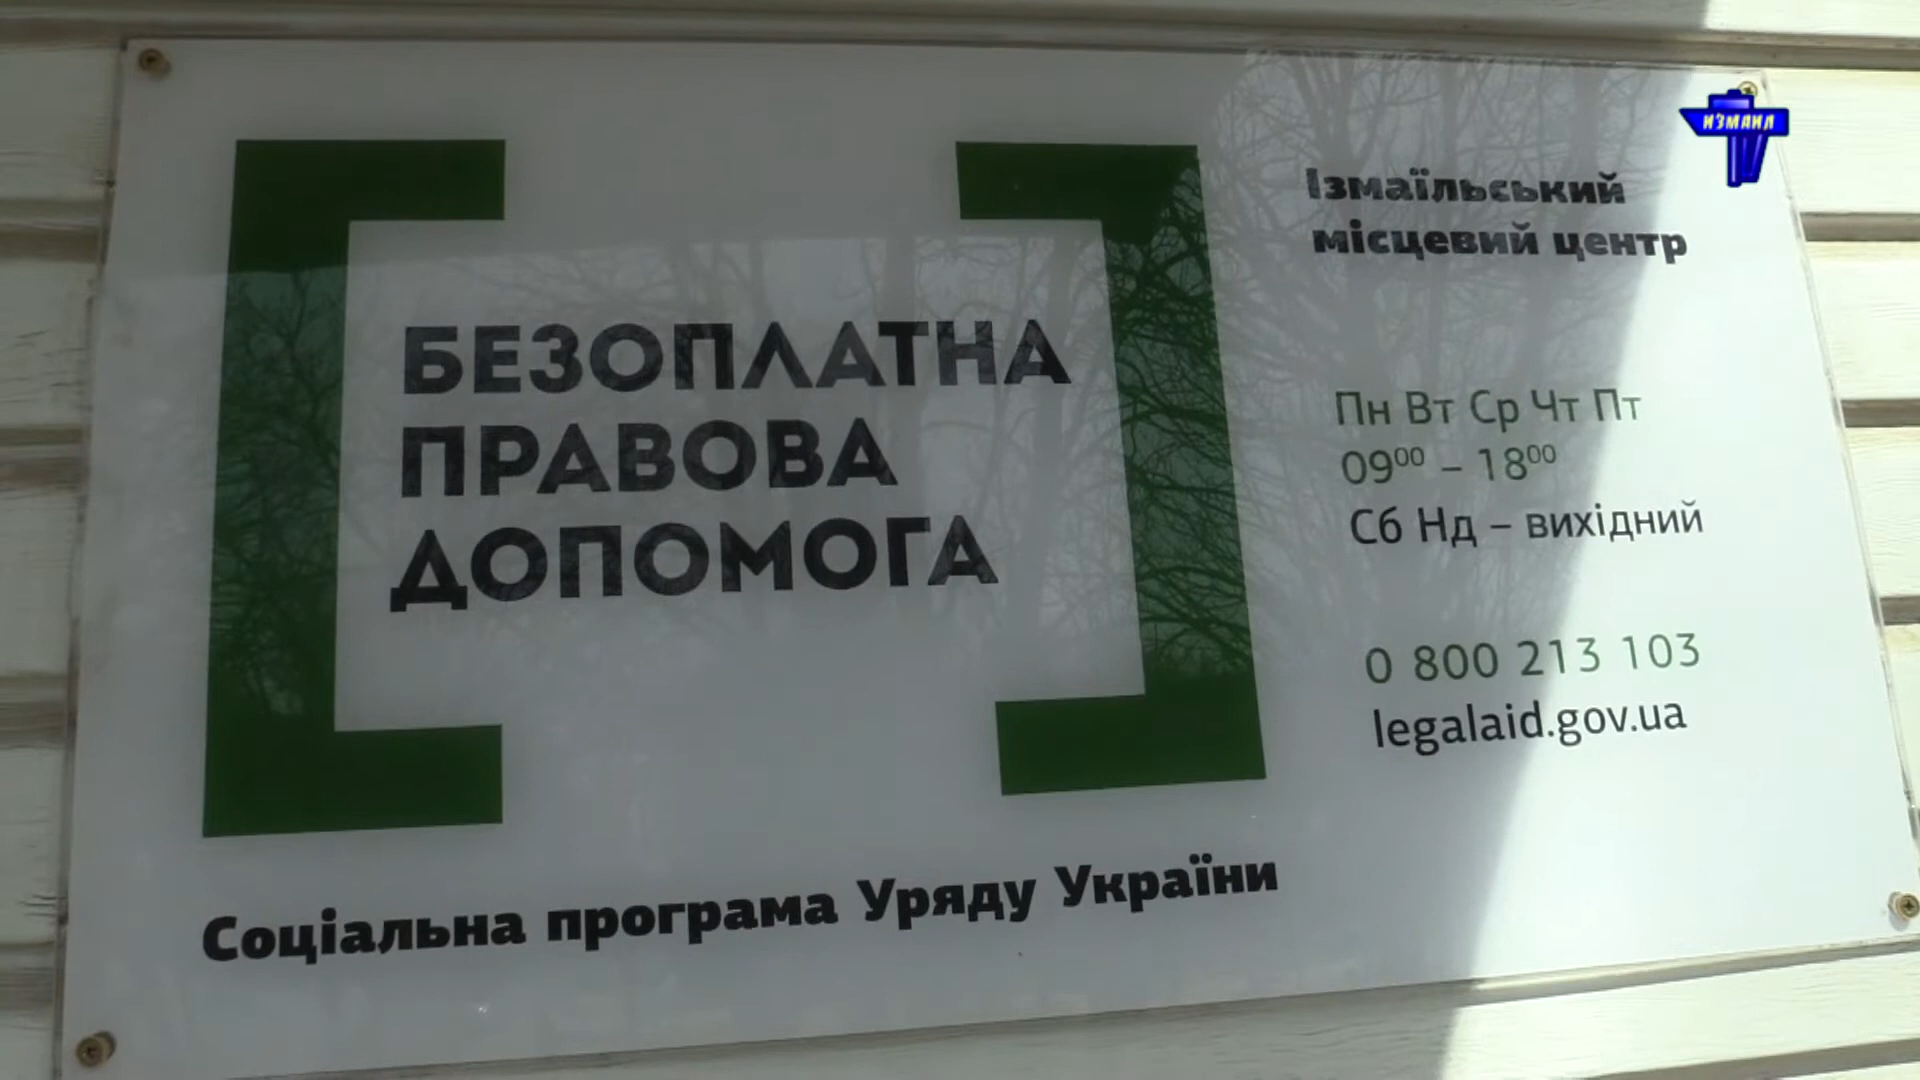 БЕЗОПЛАТНА
ПРАВОВА
ДОПОМОГА
Соціальна програма Уряду України
Ізмаїльський
місцевий центр
Пн Вт Ср Чт Пт
09⁰⁰ – 18⁰⁰
Сб Нд – вихідний
0 800 213 103
legalaid.gov.ua
ИЗМАИЛ